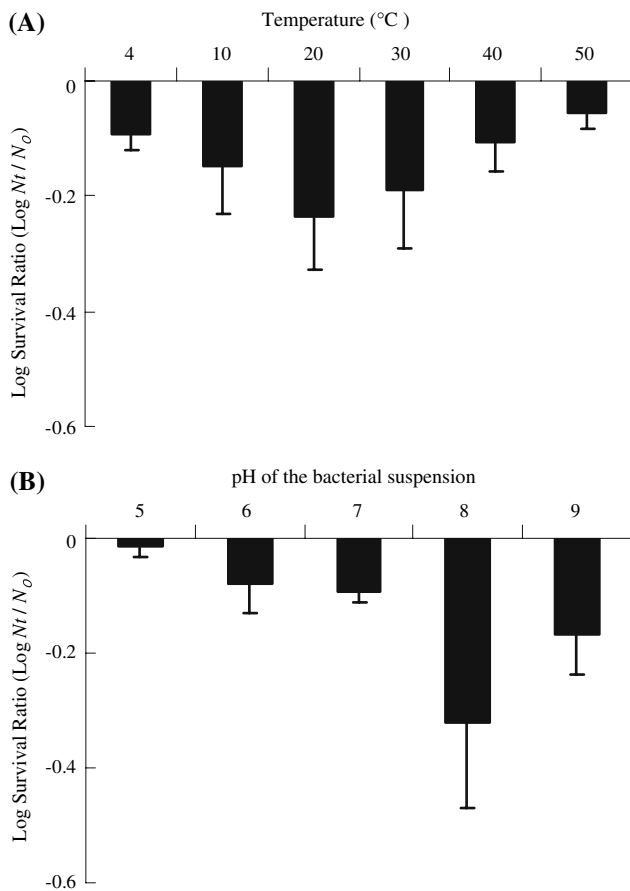 (A)
Temperature (°C )
4 10 20 30 40 50
0
-0.2
-0.4
-0.6
Log Survival Ratio (Log Nt / NO)
(B)
pH of the bacterial suspension
5 6 7 8 9
0
-0.2
-0.4
-0.6
Log Survival Ratio (Log Nt / NO)